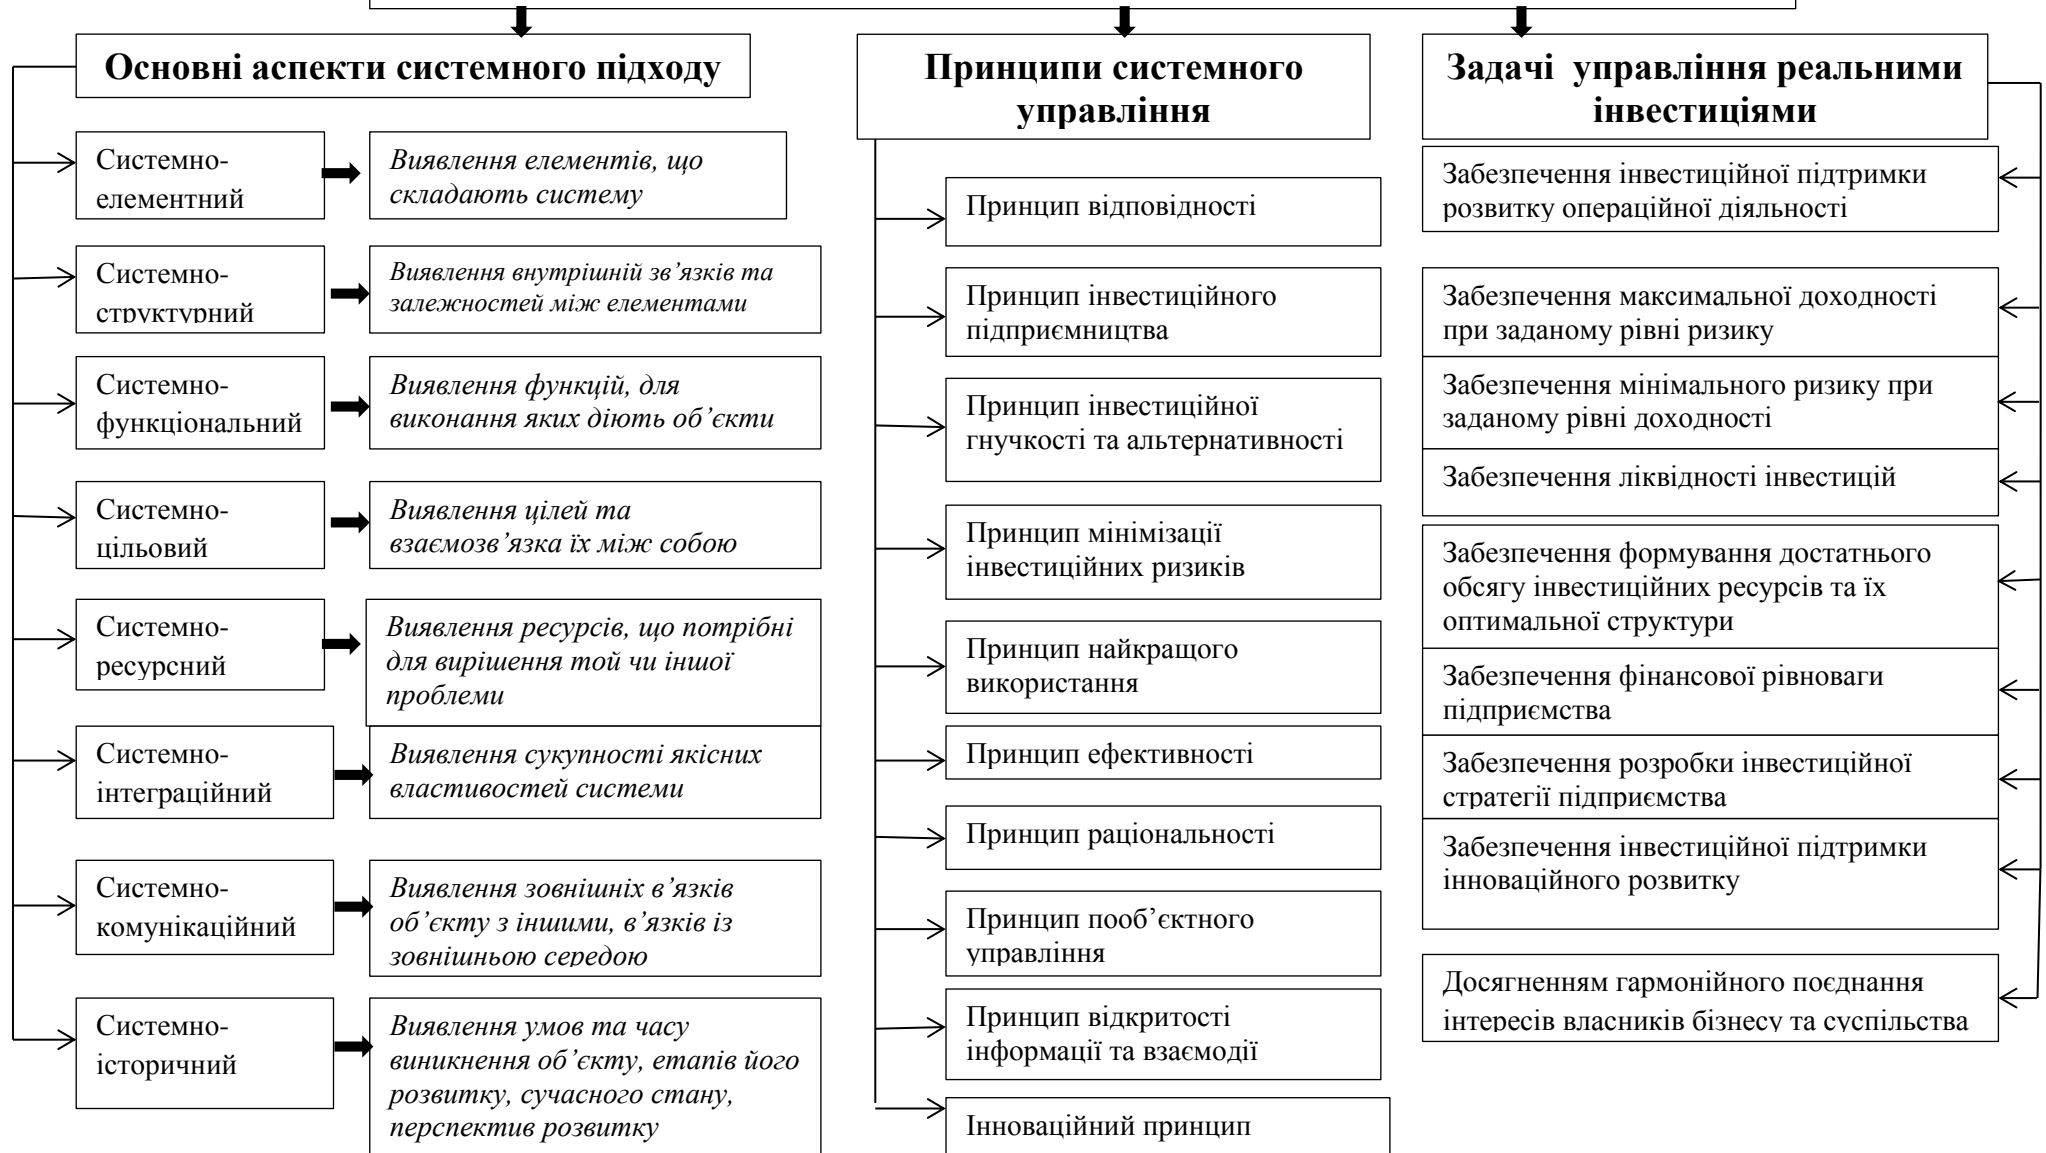 Основні аспекти системного підходу
Системно-
елементний
Виявлення елементів, що
складають систему
Системно-
структурний
Виявлення внутрішній зв’язків та
залежностей між елементами
Системно-
функціональний
Виявлення функцій, для
виконання яких діють об’єкти
Системно-
цільовий
Виявлення цілей та
взаємозв’язка їх між собою
Системно-
ресурсний
Виявлення ресурсів, що потрібні
для вирішення той чи іншої
проблеми
Системно-
інтеграційний
Виявлення сукупності якісних
властивостей системи
Системно-
комунікаційний
Виявлення зовнішніх в’язків
об’єкту з іншими, в’язків із
зовнішньою середою
Системно-
історичний
Виявлення умов та часу
виникнення об’єкту, етапів його
розвитку, сучасного стану,
перспектив розвитку
Принципи системного
управління
Принцип відповідності
Принцип інвестиційного
підприємництва
Принцип інвестиційної
гнучкості та альтернативності
Принцип мінімізації
інвестиційних ризиків
Принцип найкращого
використання
Принцип ефективності
Принцип раціональності
Принцип пооб’єктного
управління
Принцип відкритості
інформації та взаємодії
Інноваційний принцип
Задачі управління реальними
інвестиціями
Забезпечення інвестиційної підтримки
розвитку операційної діяльності
Забезпечення максимальної доходності
при заданому рівні ризику
Забезпечення мінімального ризику при
заданому рівні доходності
Забезпечення ліквідності інвестицій
Забезпечення формування достатнього
обсягу інвестиційних ресурсів та їх
оптимальної структури
Забезпечення фінансової рівноваги
підприємства
Забезпечення розробки інвестиційної
стратегії підприємства
Забезпечення інвестиційної підтримки
інноваційного розвитку
Досягненням гармонійного поєднання
інтересів власників бізнесу та суспільства